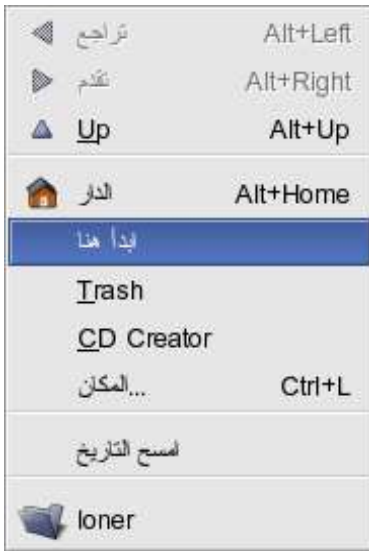 تراجع Alt+Left
تقدم Alt+Right
Up Alt+Up
الدار Alt+Home
ابدأ هنا
Trash
CD Creator
المكان... Ctrl+L
امسح التاريخ
loner